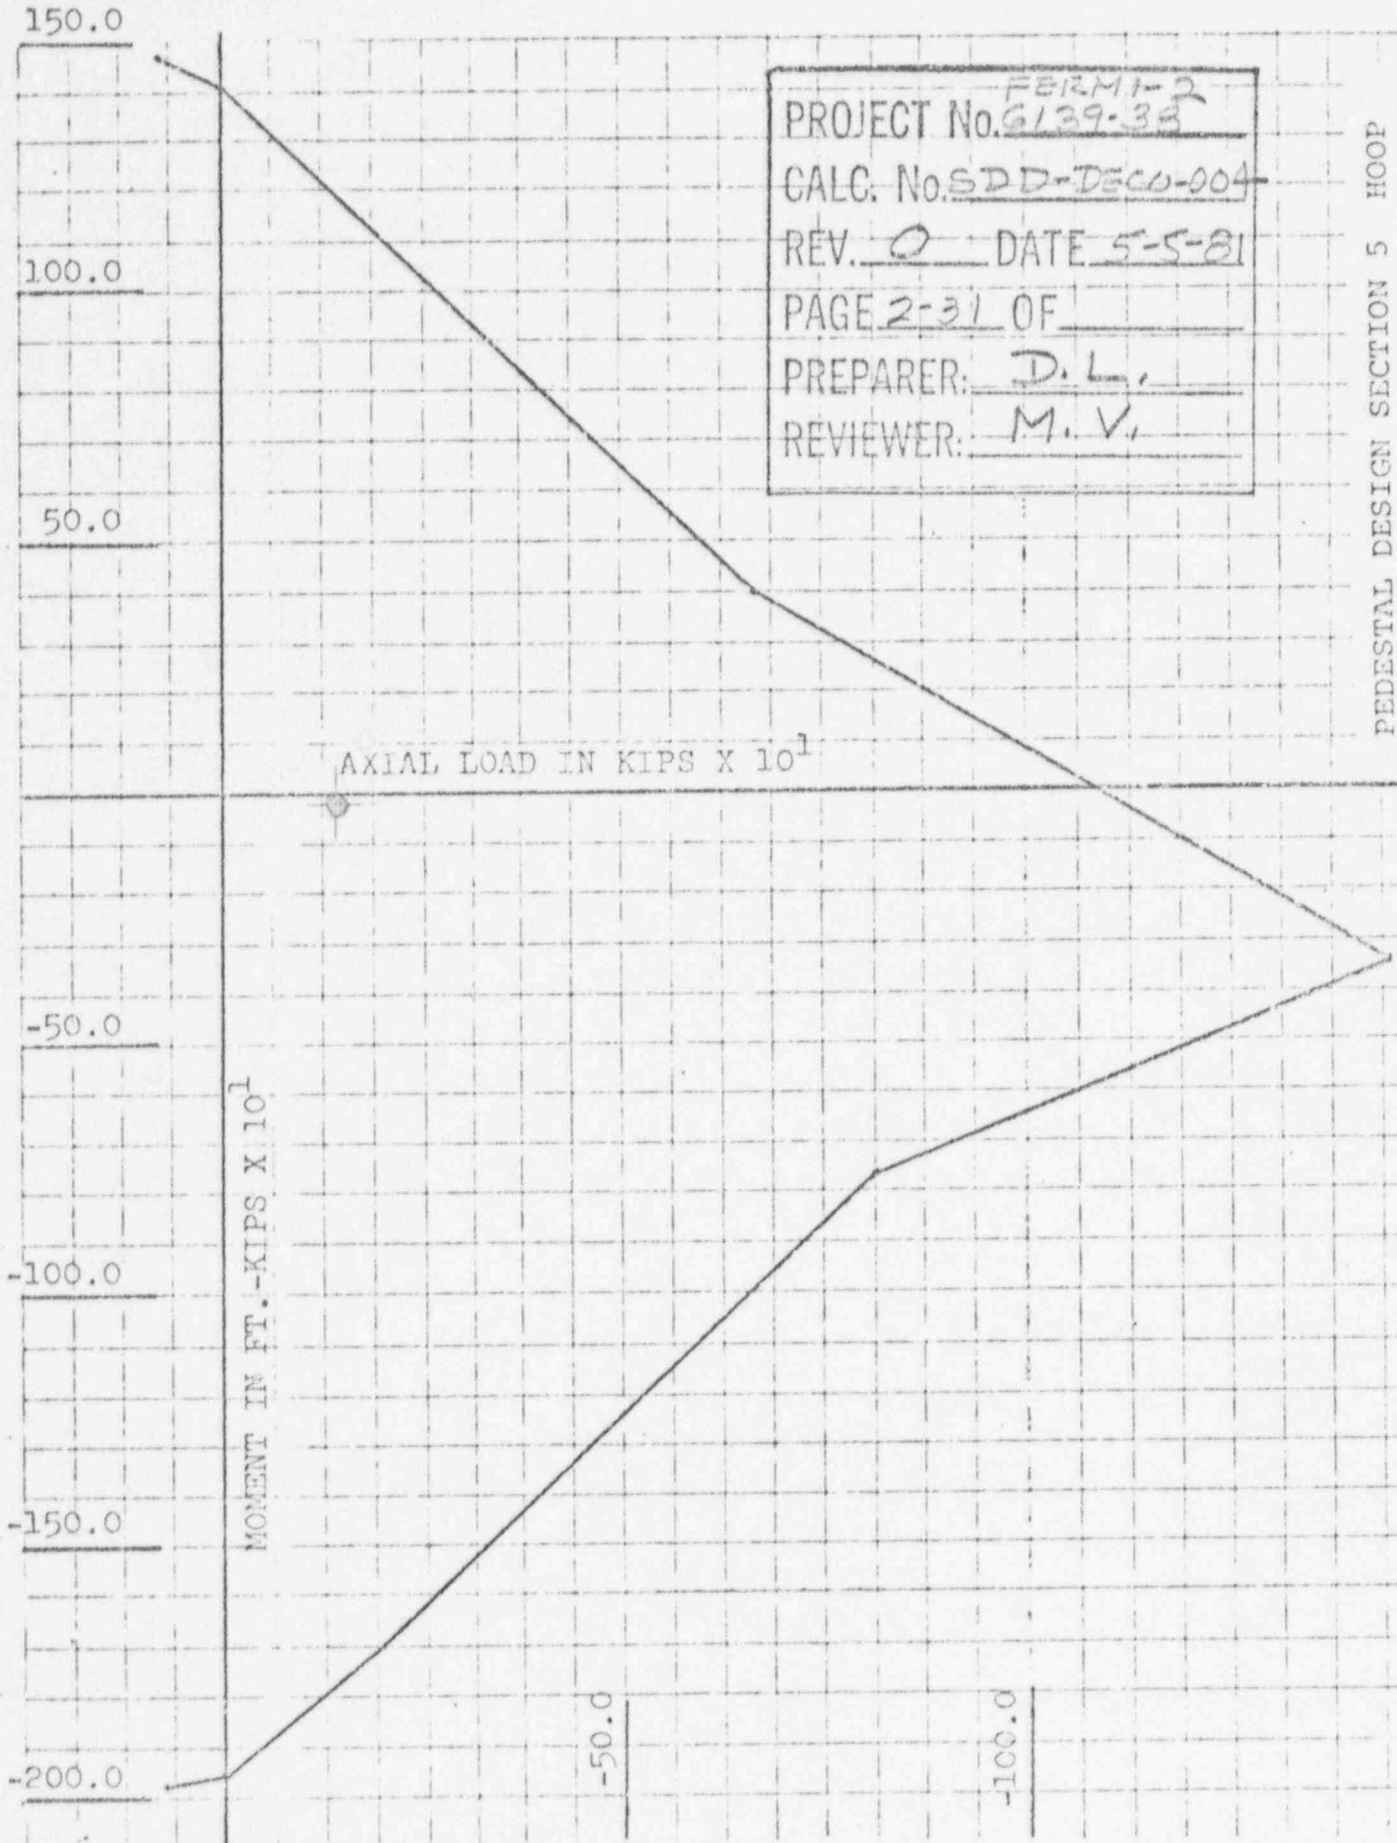 150.0
100.0
50.0
-50.0
-100.0
-150.0
-200.0
FERMI-2
PROJECT No. 6139-33
CALC. No. SDD-DECO-004
REV. 0 DATE 5-5-81
PAGE 2-31 OF
PREPARER: D. L.
REVIEWER: M. V.
PEDESTAL DESIGN SECTION 5 HOOP
AXIAL LOAD IN KIPS X 10¹
MOMENT IN FT.-KIPS X 10¹
-50.0
-100.0